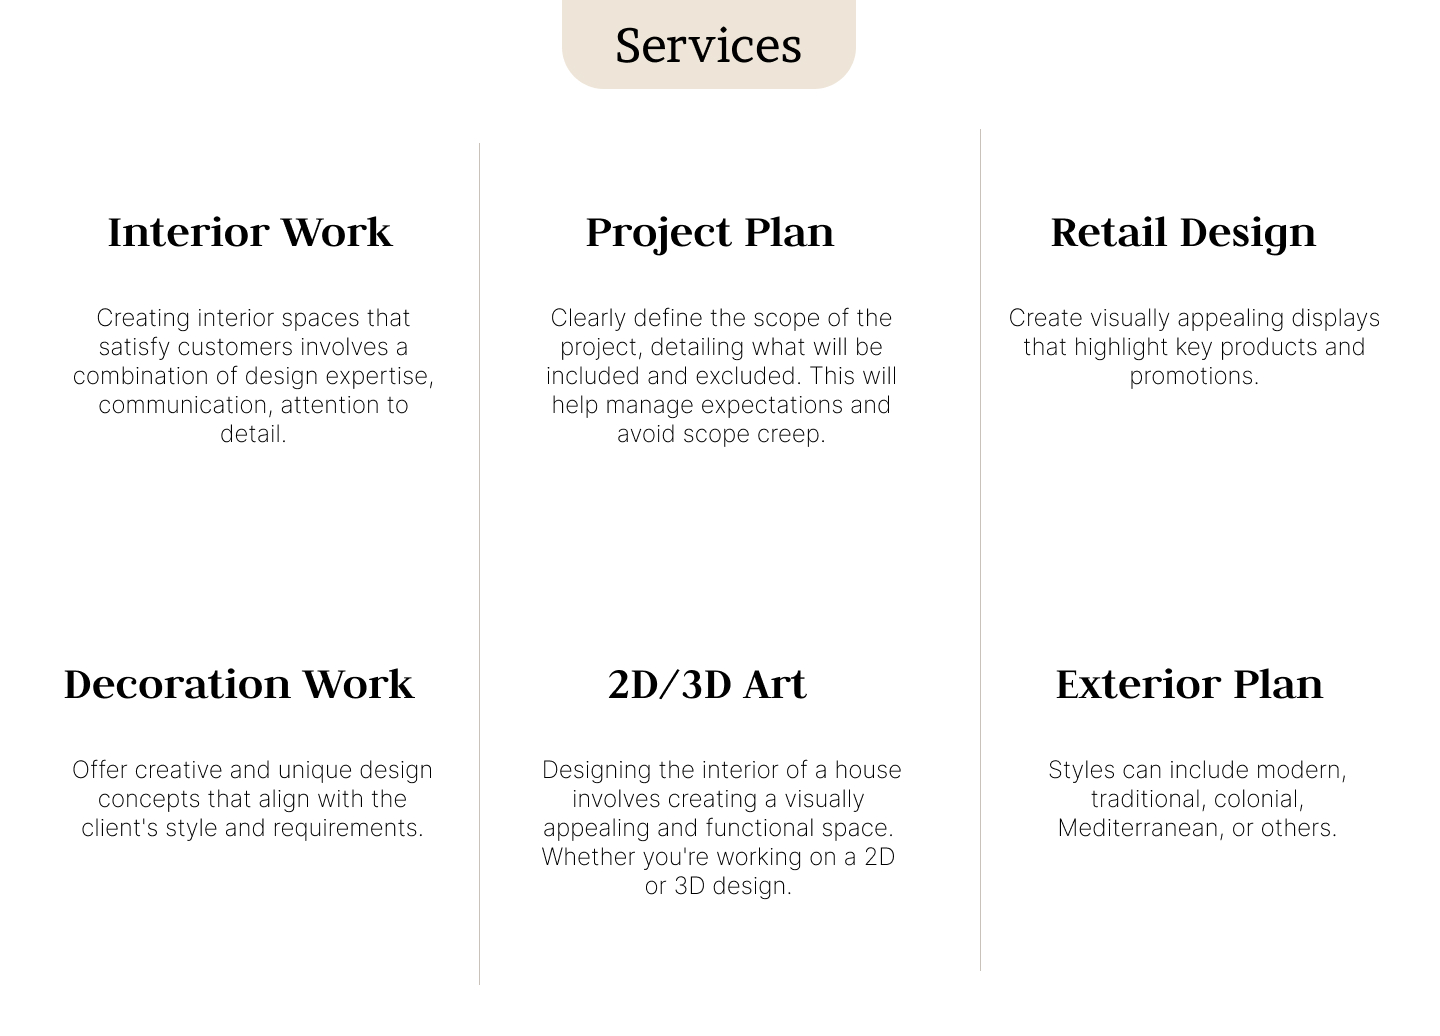 Services
Interior Work
Creating interior spaces that
satisfy customers involves a
combination of design expertise,
communication, attention to
detail.
Project Plan
Clearly define the scope of the
project, detailing what will be
included and excluded. This will
help manage expectations and
avoid scope creep.
Retail Design
Create visually appealing displays
that highlight key products and
promotions.
Decoration Work
Offer creative and unique design
concepts that align with the
client's style and requirements.
2D/3D Art
Designing the interior of a house
involves creating a visually
appealing and functional space.
Whether you're working on a 2D
or 3D design.
Exterior Plan
Styles can include modern,
traditional, colonial,
Mediterranean, or others.